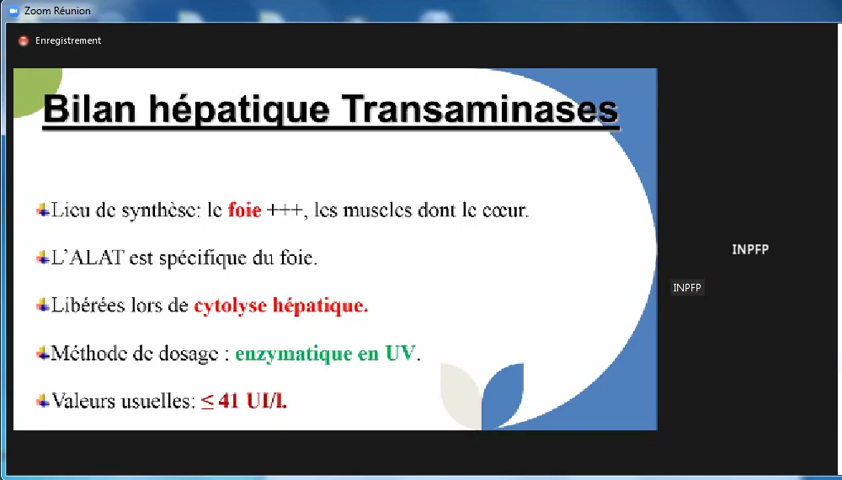 Zoom Réunion
Enregistrement
Bilan hépatique Transaminases
Lieu de synthèse: le foie +++, les muscles dont le cœur.
L’ALAT est spécifique du foie.
Libérées lors de cytolyse hépatique.
Méthode de dosage : enzymatique en UV.
Valeurs usuelles: ≤ 41 UI/l.
INPFP
INPFP